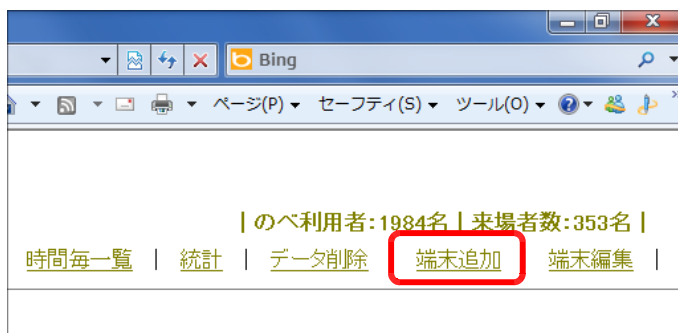 Bing
ページ(P) セーフティ(S) ツール(O)
| のべ利用者:1984名 | 来場者数:353名 |
時間毎一覧 | 統計 | データ削除 端末追加 端末編集 |